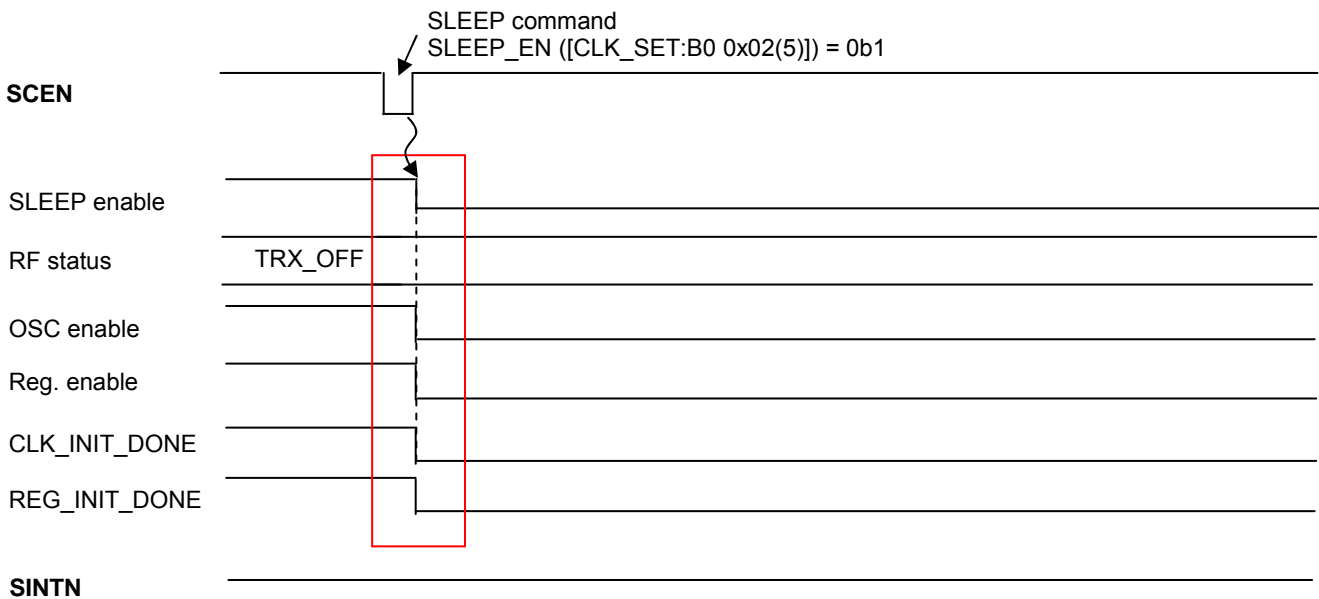 SLEEP command
SLEEP_EN ([CLK_SET:B0 0x02(5)]) = 0b1
SCEN
SLEEP enable
RF status
TRX_OFF
OSC enable
Reg. enable
CLK_INIT_DONE
REG_INIT_DONE
SINTN